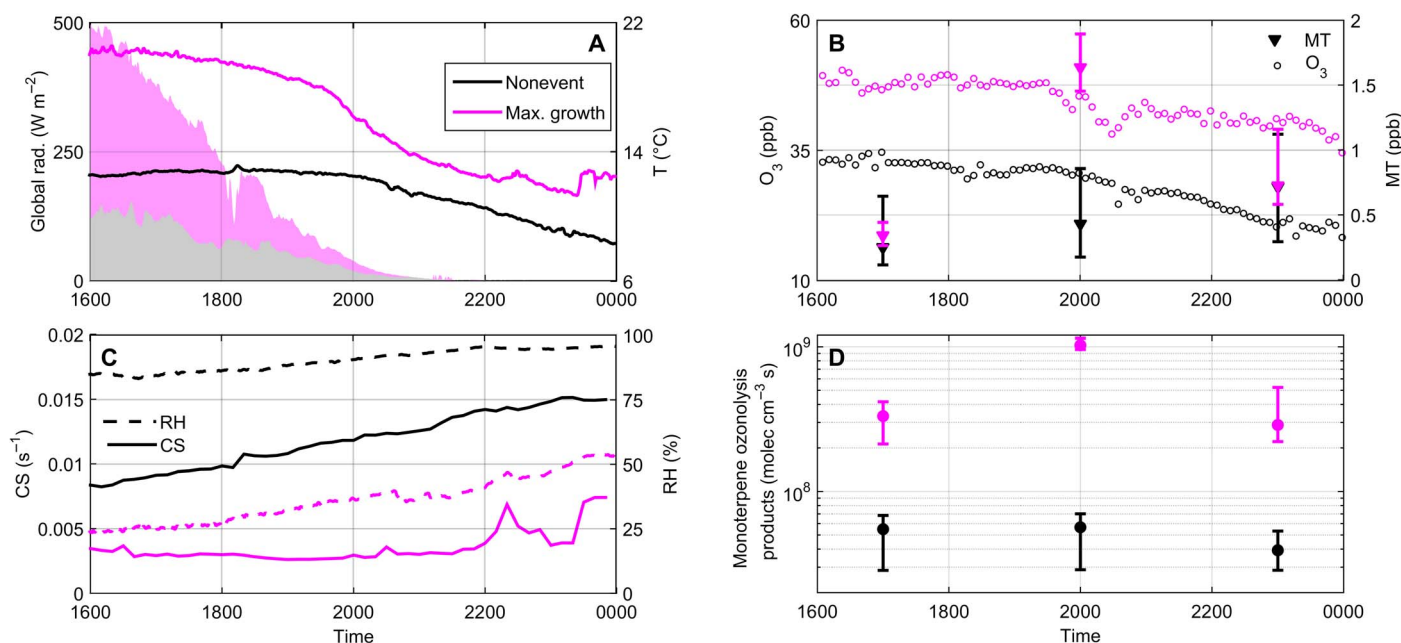 500
250
0
Global rad. (W m⁻²)
22
14
6
T (°C)
A
Nonevent
Max. growth
1600
1800
2000
2200
0000
60
35
10
O₃ (ppb)
2
1.5
1
0.5
0
MT (ppb)
B
MT
O₃
1600
1800
2000
2200
0000
0.02
0.015
0.01
0.005
0
CS (s⁻¹)
100
75
50
25
0
RH (%)
C
RH
CS
1600
1800
2000
2200
0000
Time
10⁹
10⁸
Monoterpene ozonolysis
products (molec cm⁻³ s)
D
1600
1800
2000
2200
0000
Time